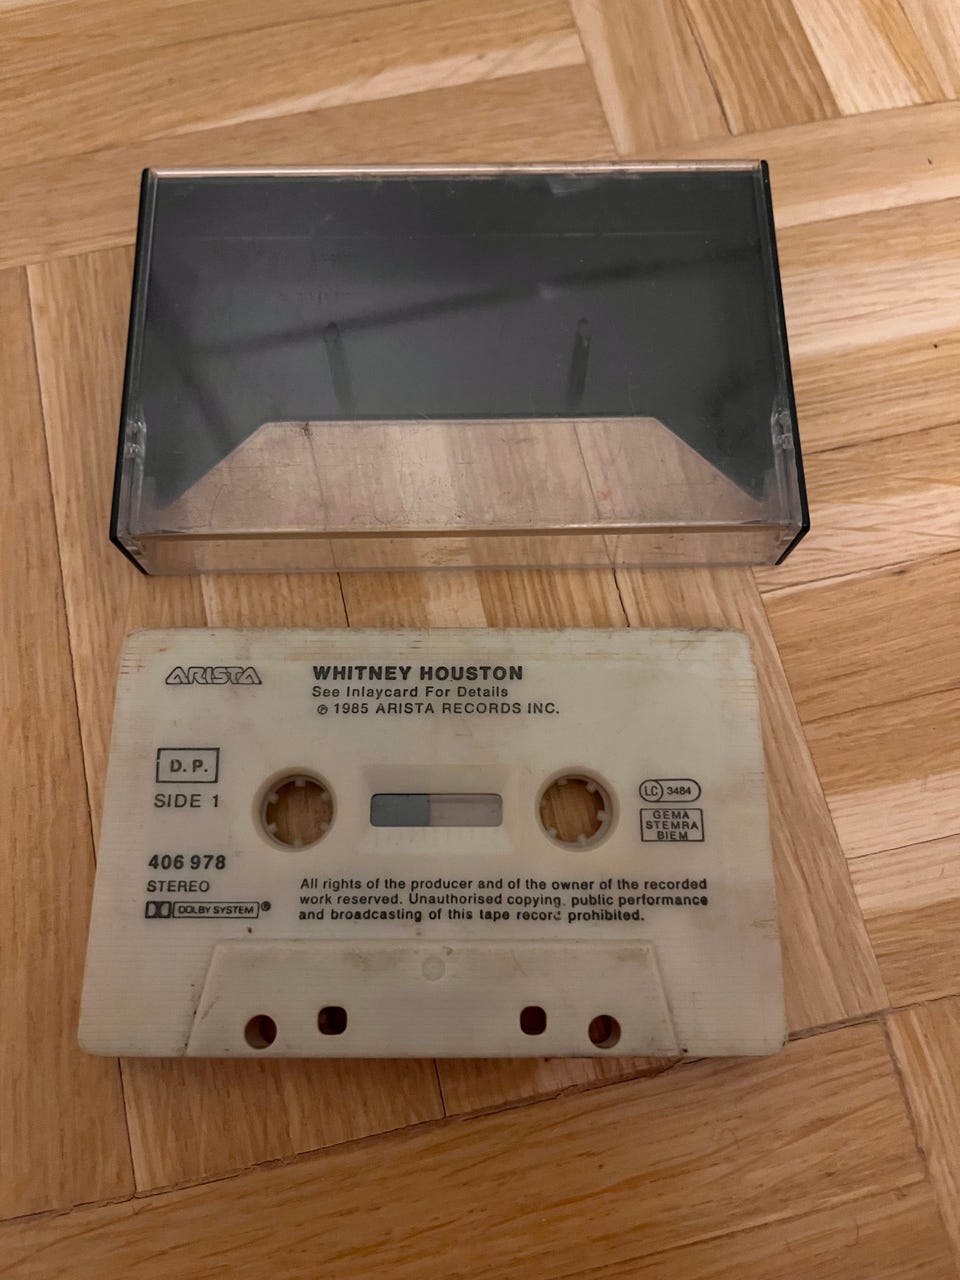 ARISTA
WHITNEY HOUSTON
See Inlaycard For Details
℗ 1985 ARISTA RECORDS INC.
D.P.
SIDE 1
LC 3484
GEMA
STEMRA
BIEM
406 978
STEREO
DOLBY SYSTEM®
All rights of the producer and of the owner of the recorded
work reserved. Unauthorised copying, public performance
and broadcasting of this tape record prohibited.